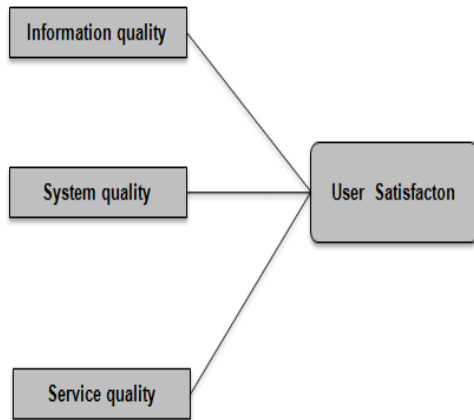 Information quality
System quality
User Satisfacton
Service quality